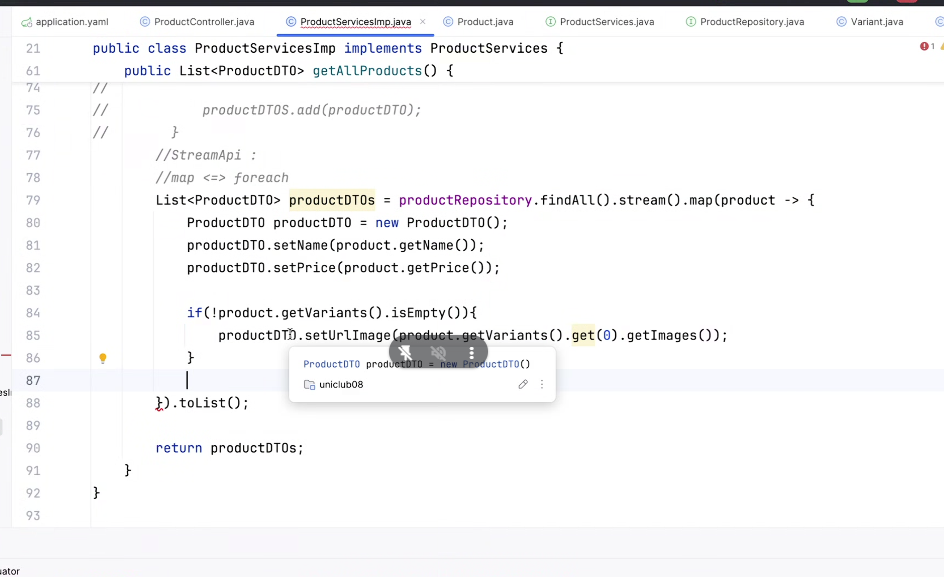 application.yaml ProductController.java ProductServicesImp.java × Product.java ProductServices.java ProductRepository.java Variant.java
21 public class ProductServicesImp implements ProductServices { 1
61 public List<ProductDTO> getAllProducts() {
74 //
75 // productDTOS.add(productDTO);
76 // }
77 //StreamApi :
78 //map <=> foreach
79 List<ProductDTO> productDTOs = productRepository.findAll().stream().map(product -> {
80 ProductDTO productDTO = new ProductDTO();
81 productDTO.setName(product.getName());
82 productDTO.setPrice(product.getPrice());
83
84 if(!product.getVariants().isEmpty()){
85 productDTO.setUrlImage(product.getVariants().get(0).getImages());
86 }
ProductDTO productDTO = new ProductDTO()
87
uniclub08
88 }).toList();
89
90 return productDTOs;
91 }
92 }
93
uator